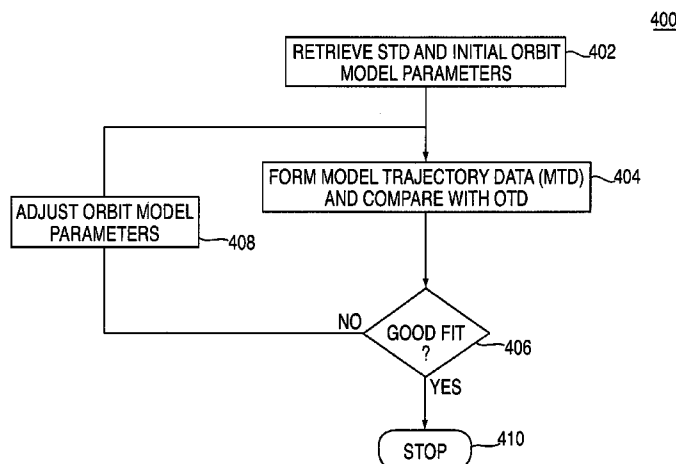 400
RETRIEVE STD AND INITIAL ORBIT
MODEL PARAMETERS
402
FORM MODEL TRAJECTORY DATA (MTD)
AND COMPARE WITH OTD
404
ADJUST ORBIT MODEL
PARAMETERS
408
NO
GOOD FIT
?
406
YES
STOP
410